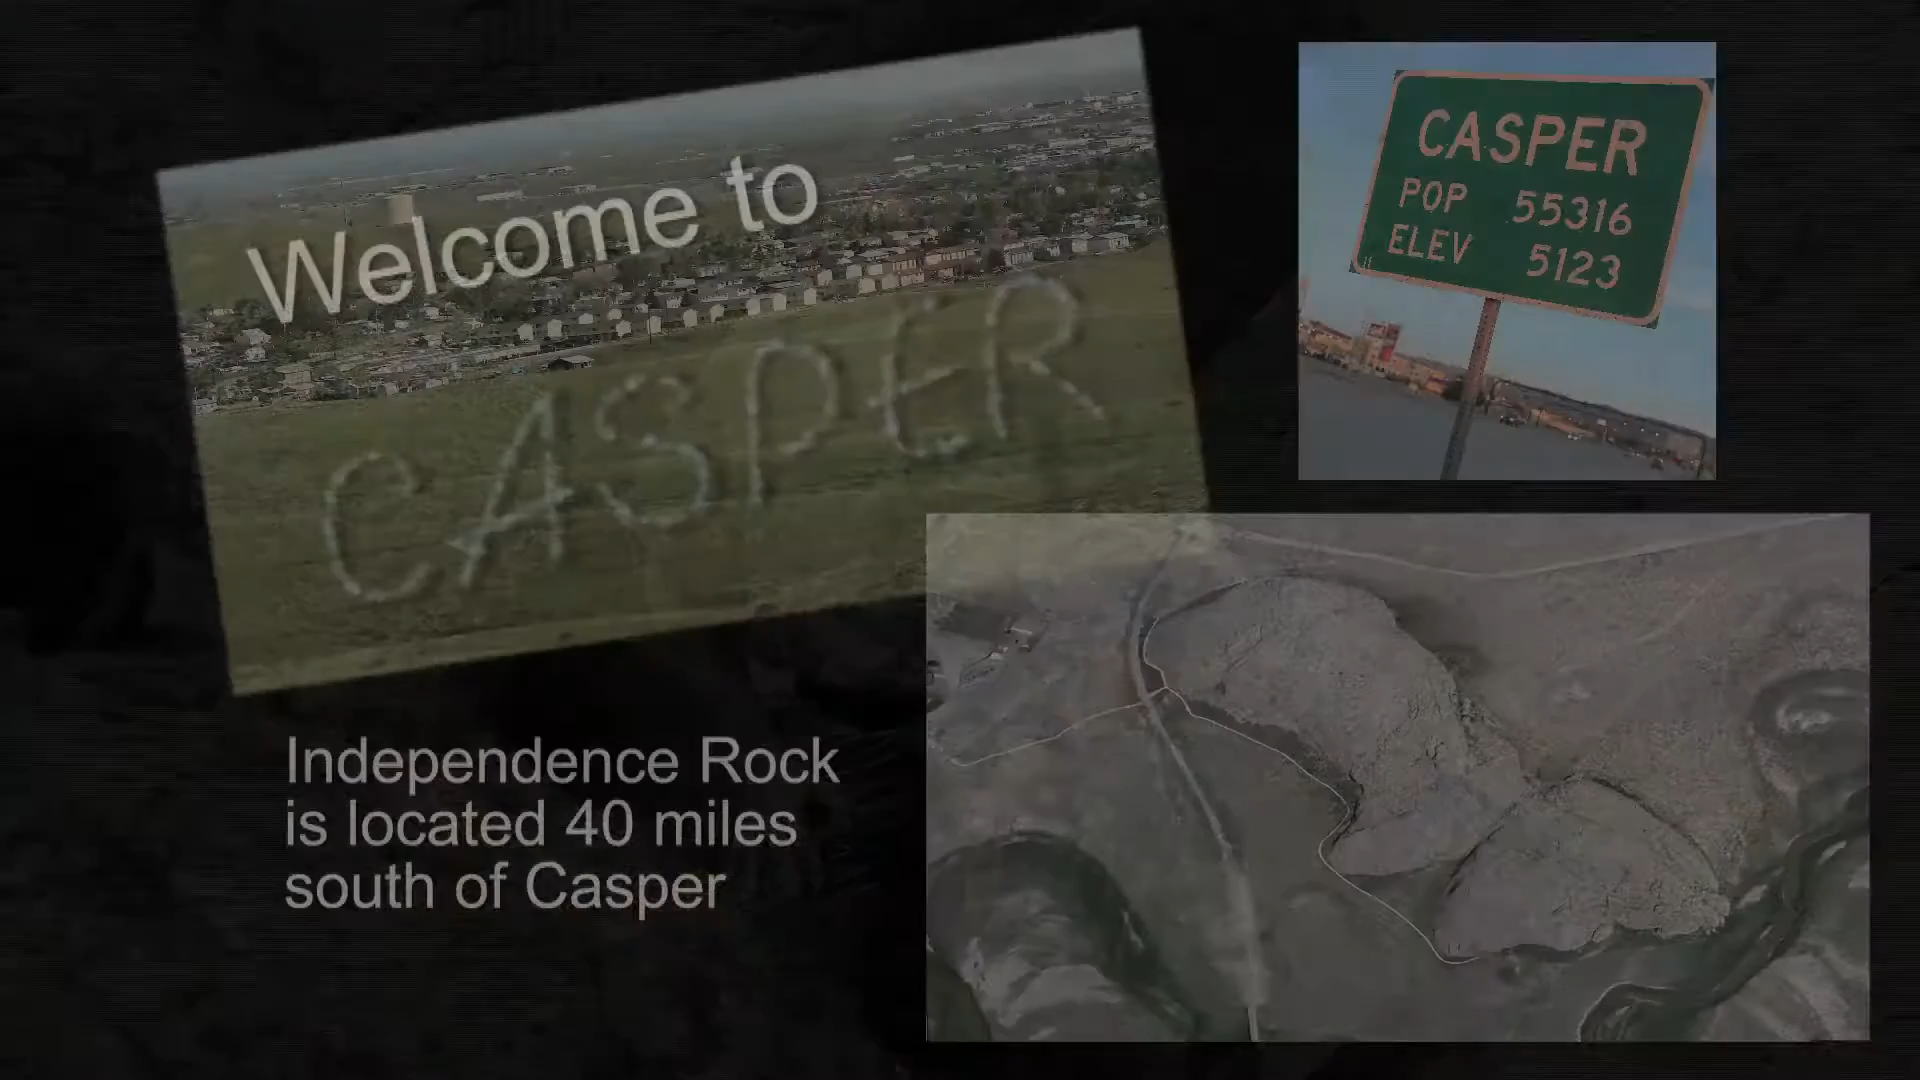 Welcome to
CASPER
CASPER
POP 55316
ELEV 5123
Independence Rock
is located 40 miles
south of Casper